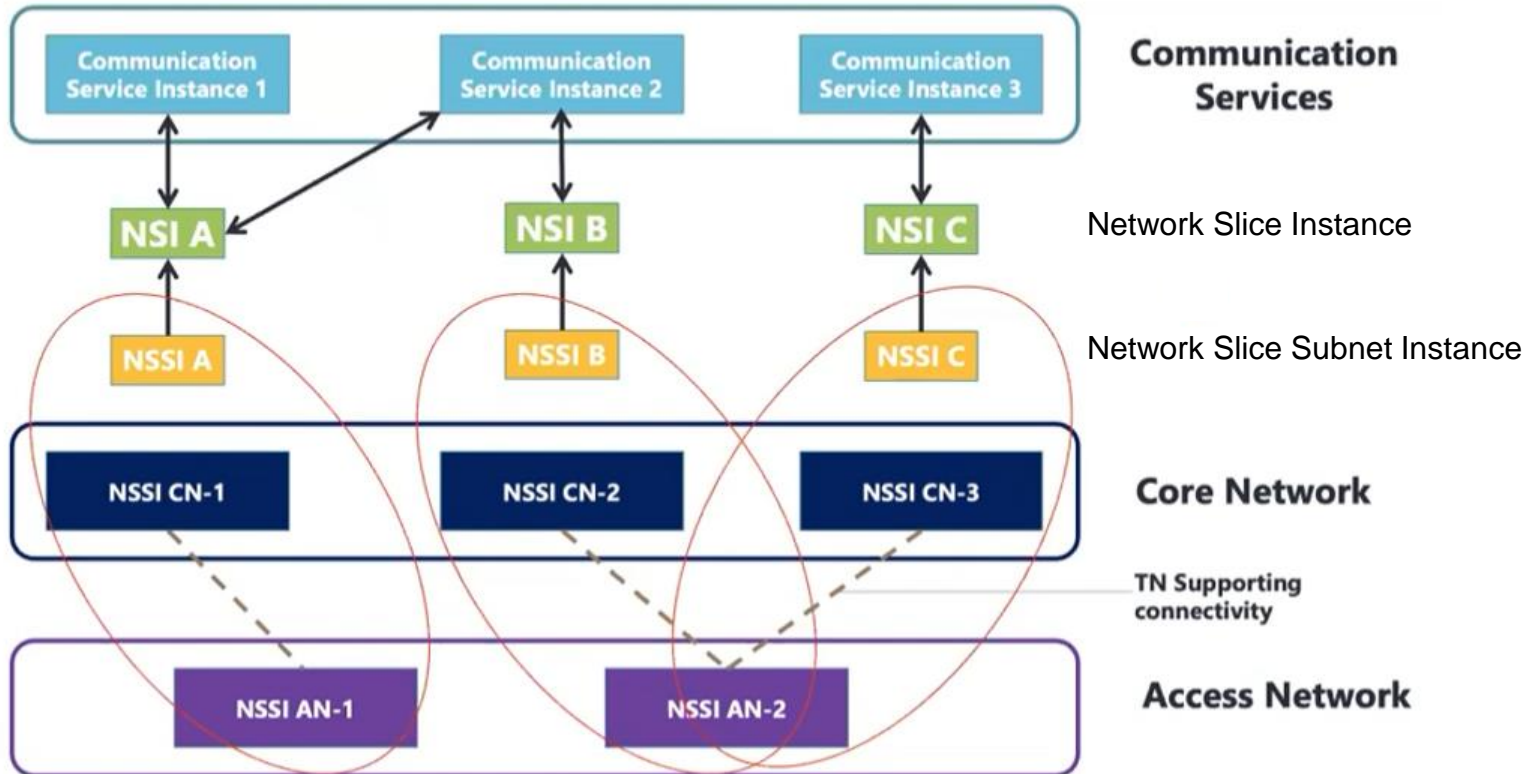 Communication
Service Instance 1
Communication
Service Instance 2
Communication
Service Instance 3
Communication
Services
NSI A
NSI B
NSI C
Network Slice Instance
NSSI A
NSSI B
NSSI C
Network Slice Subnet Instance
NSSI CN-1
NSSI CN-2
NSSI CN-3
Core Network
TN Supporting
connectivity
NSSI AN-1
NSSI AN-2
Access Network